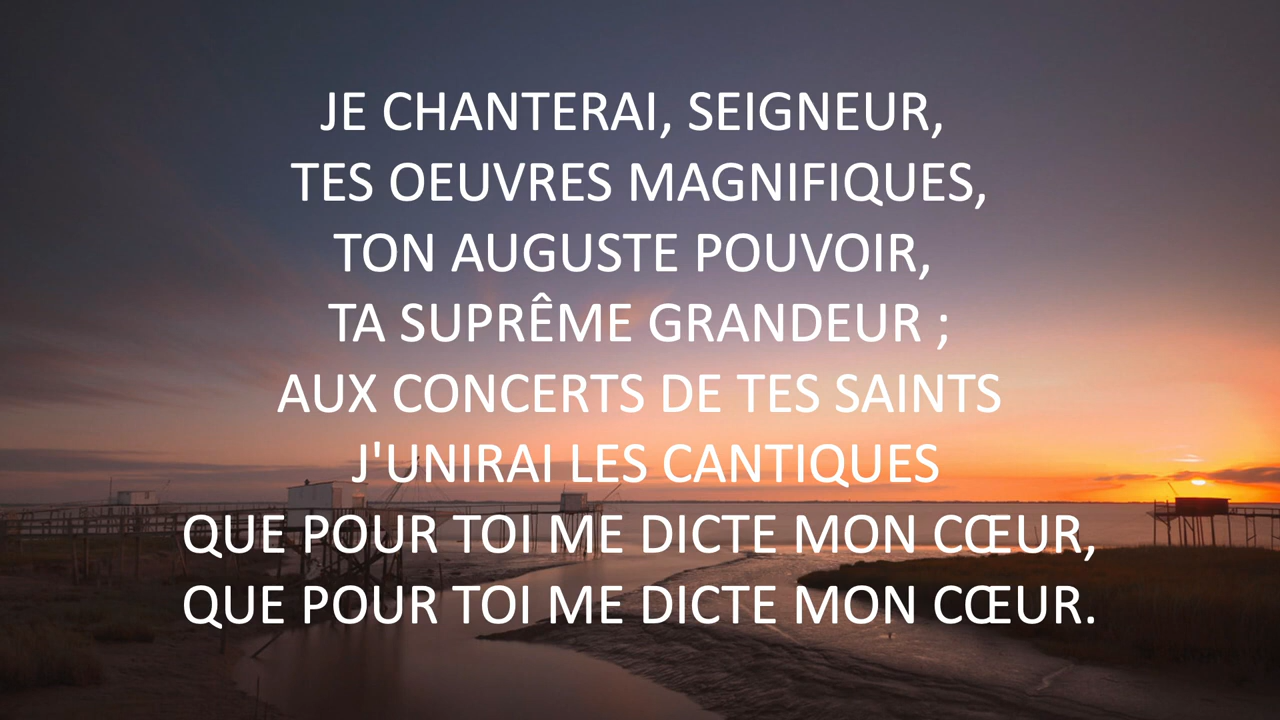 JE CHANTERAI, SEIGNEUR,
TES OEUVRES MAGNIFIQUES,
TON AUGUSTE POUVOIR,
TA SUPRÊME GRANDEUR ;
AUX CONCERTS DE TES SAINTS
J'UNIRAI LES CANTIQUES
QUE POUR TOI ME DICTE MON CŒUR,
QUE POUR TOI ME DICTE MON CŒUR.